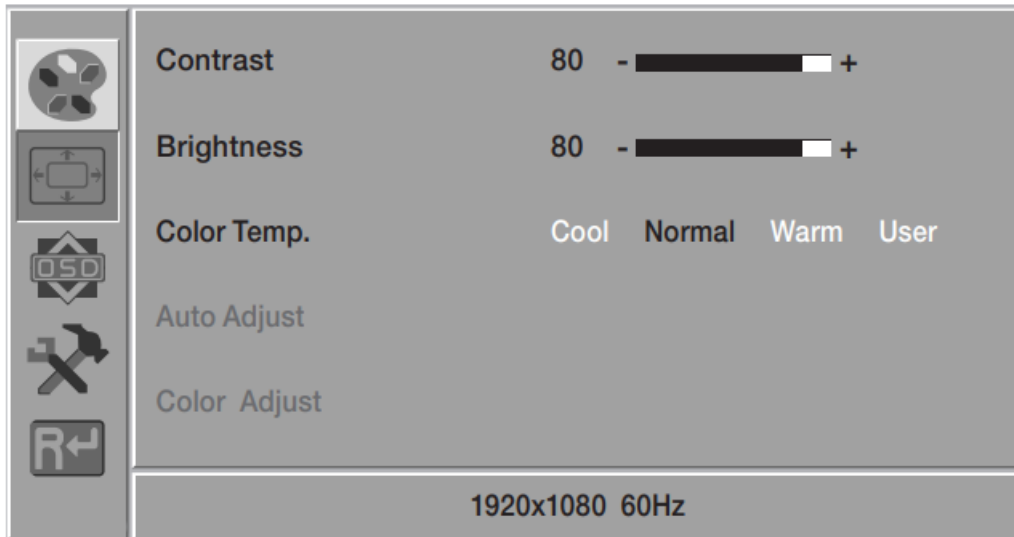 Contrast 80 - +
Brightness 80 - +
Color Temp. Cool Normal Warm User
OSD
Auto Adjust
Color Adjust
R
1920x1080 60Hz